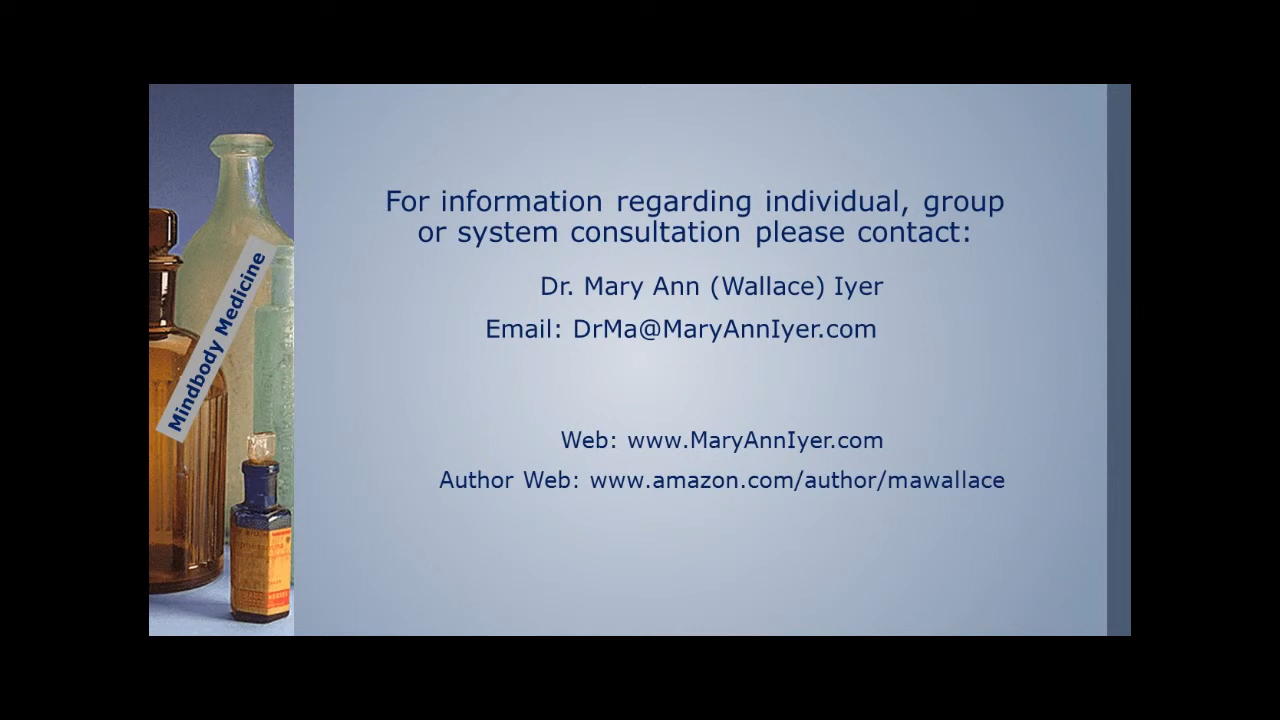 Mindbody Medicine
For information regarding individual, group
or system consultation please contact:
Dr. Mary Ann (Wallace) Iyer
Email: DrMa@MaryAnnIyer.com
Web: www.MaryAnnIyer.com
Author Web: www.amazon.com/author/mawallace